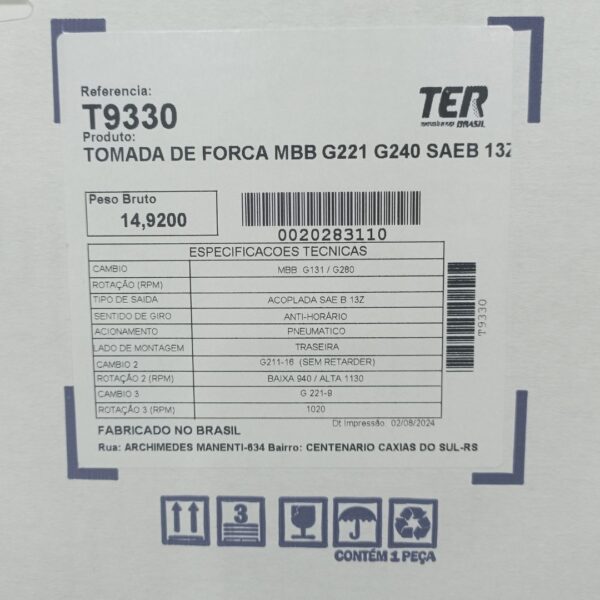 Referencia:
T9330
TER
BRASIL
Produto:
TOMADA DE FORCA MBB G221 G240 SAEB 13Z
Peso Bruto
14,9200
0020283110
ESPECIFICACOES TECNICAS
CAMBIO MBB G131 / G280
ROTAÇÃO (RPM)
TIPO DE SAIDA ACOPLADA SAE B 13Z
SENTIDO DE GIRO ANTI-HORÁRIO
ACIONAMENTO PNEUMATICO
LADO DE MONTAGEM TRASEIRA
CAMBIO 2 G211-16 (SEM RETARDER)
ROTAÇÃO 2 (RPM) BAIXA 940 / ALTA 1130
CAMBIO 3 G 221-9
ROTAÇÃO 3 (RPM) 1020
T9330
Dt Impressão: 02/08/2024
FABRICADO NO BRASIL
Rua: ARCHIMEDES MANENTI-634 Bairro: CENTENARIO CAXIAS DO SUL-RS
3
CONTÉM 1 PEÇA